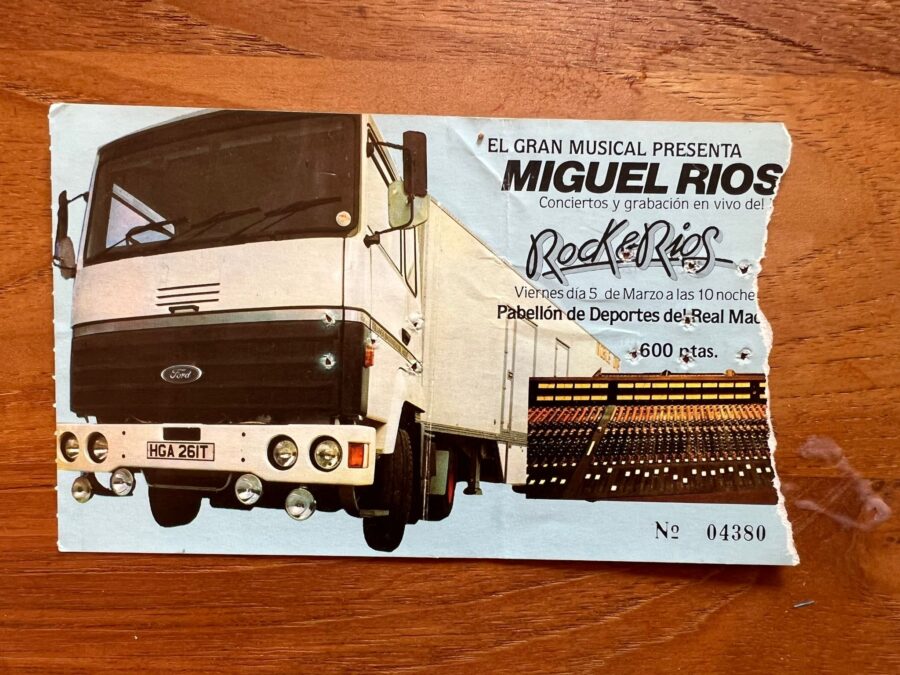 EL GRAN MUSICAL PRESENTA
MIGUEL RIOS
Conciertos y grabación en vivo del
Rock & Rios
Viernes día 5 de Marzo a las 10 noche
Pabellón de Deportes del Real Mad
600 ptas.
Ford
HGA 261T
Nº 04380